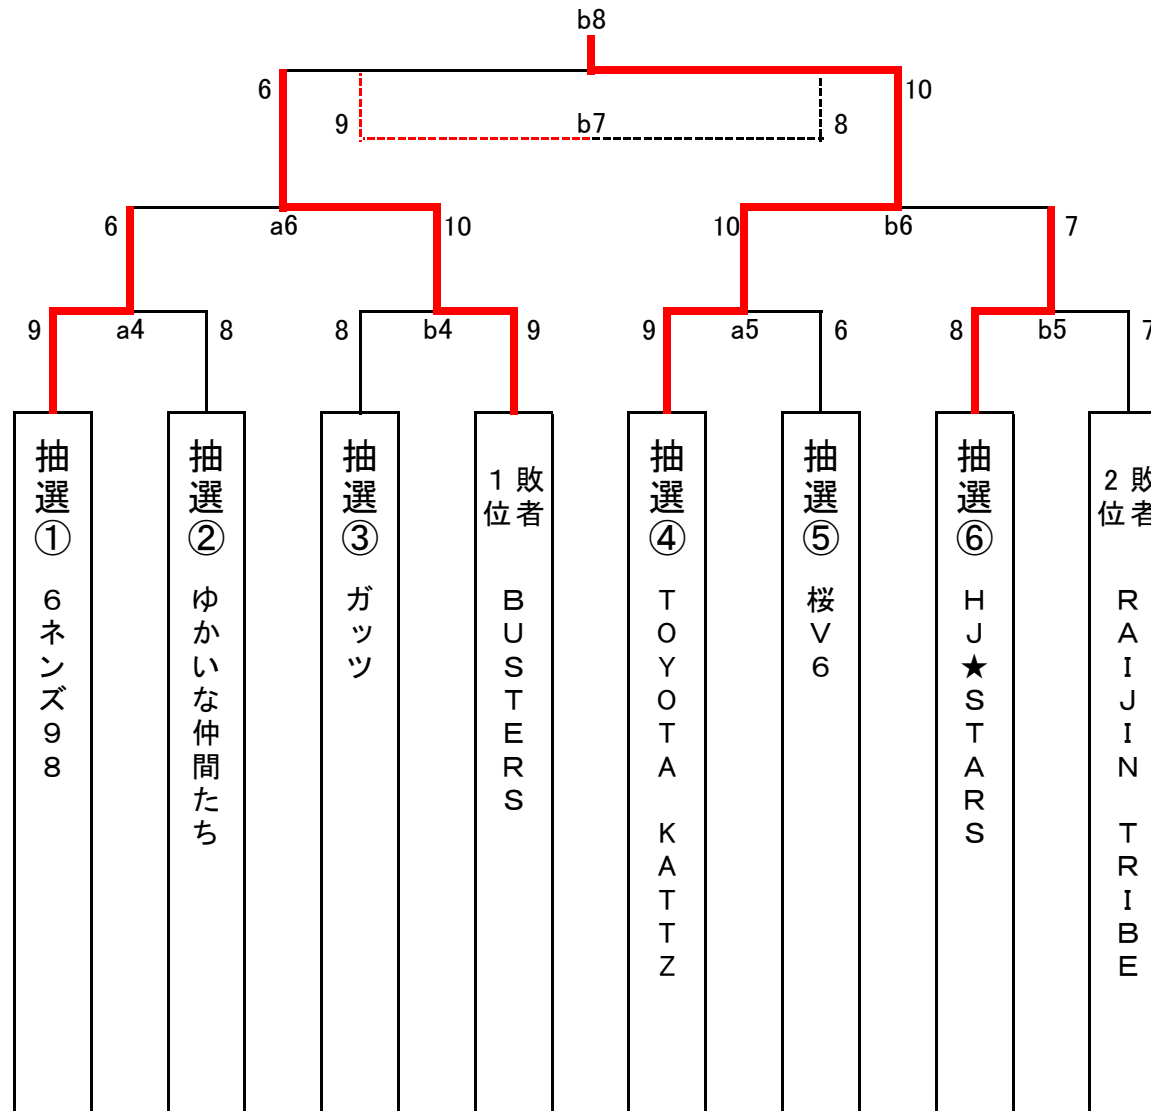 b8
6
10
9
b7
8
6
a6
10
10
b6
7
9
a4
8
8
b4
9
9
a5
6
8
b5
7
抽選①
6ネンズ98
抽選②
ゆかいな仲間たち
抽選③
ガッツ
敗者
1位
BUSTERS
抽選④
TOYOTA KATTZ
抽選⑤
桜V6
抽選⑥
HJ★STARS
敗者
2位
RAIJIN TRIBE